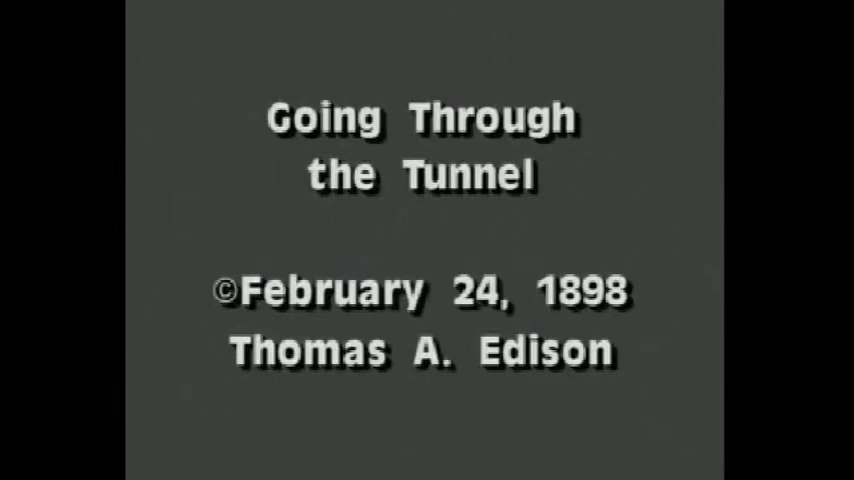 Going Through
the Tunnel
©February 24, 1898
Thomas A. Edison